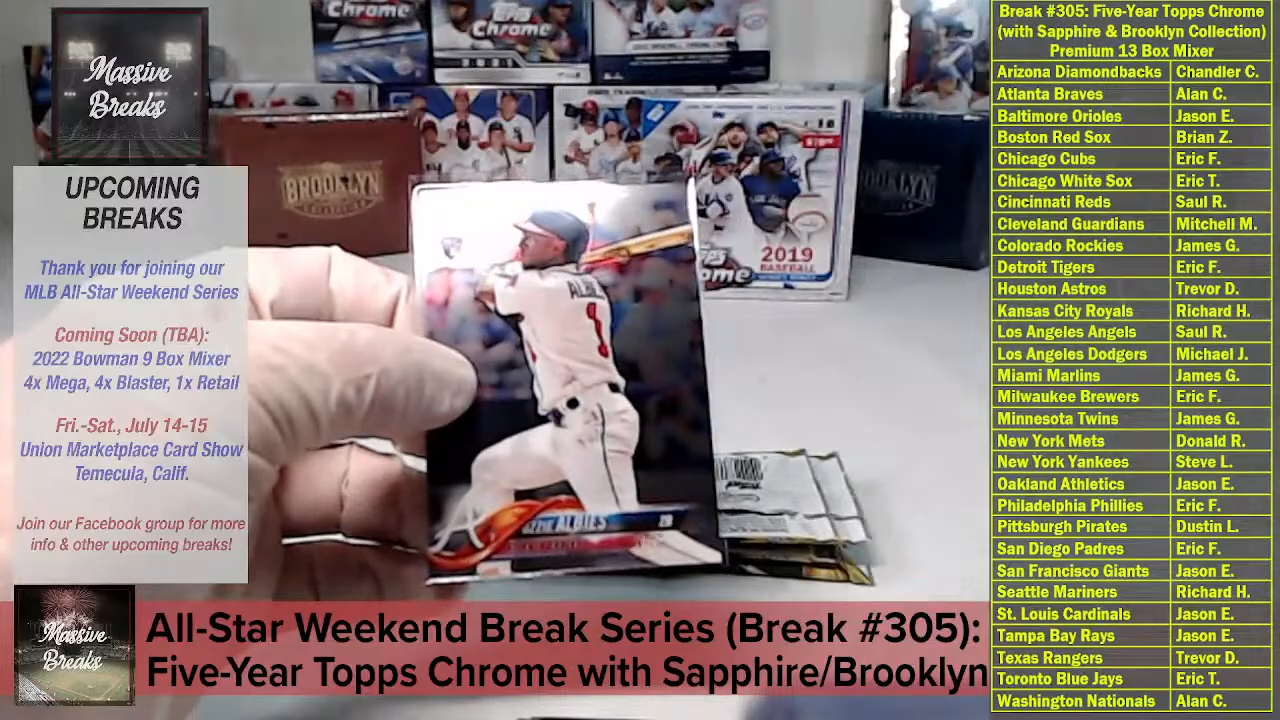 Massive
Breaks
UPCOMING
BREAKS
Thank you for joining our
MLB All-Star Weekend Series
Coming Soon (TBA):
2022 Bowman 9 Box Mixer
4x Mega, 4x Blaster, 1x Retail
Fri.-Sat., July 14-15
Union Marketplace Card Show
Temecula, Calif.
Join our Facebook group for more
info & other upcoming breaks!
Chrome
Topps
Chrome
2021
BROOKLYN
2019
BASEBALL
ALBIES
1
Massive
Breaks
All-Star Weekend Break Series (Break #305):
Five-Year Topps Chrome with Sapphire/Brooklyn
Break #305: Five-Year Topps Chrome
(with Sapphire & Brooklyn Collection)
Premium 13 Box Mixer
Arizona Diamondbacks Chandler C.
Atlanta Braves Alan C.
Baltimore Orioles Jason E.
Boston Red Sox Brian Z.
Chicago Cubs Eric F.
Chicago White Sox Eric T.
Cincinnati Reds Saul R.
Cleveland Guardians Mitchell M.
Colorado Rockies James G.
Detroit Tigers Eric F.
Houston Astros Trevor D.
Kansas City Royals Richard H.
Los Angeles Angels Saul R.
Los Angeles Dodgers Michael J.
Miami Marlins James G.
Milwaukee Brewers Eric F.
Minnesota Twins James G.
New York Mets Donald R.
New York Yankees Steve L.
Oakland Athletics Jason E.
Philadelphia Phillies Eric F.
Pittsburgh Pirates Dustin L.
San Diego Padres Eric F.
San Francisco Giants Jason E.
Seattle Mariners Richard H.
St. Louis Cardinals Jason E.
Tampa Bay Rays Jason E.
Texas Rangers Trevor D.
Toronto Blue Jays Eric T.
Washington Nationals Alan C.